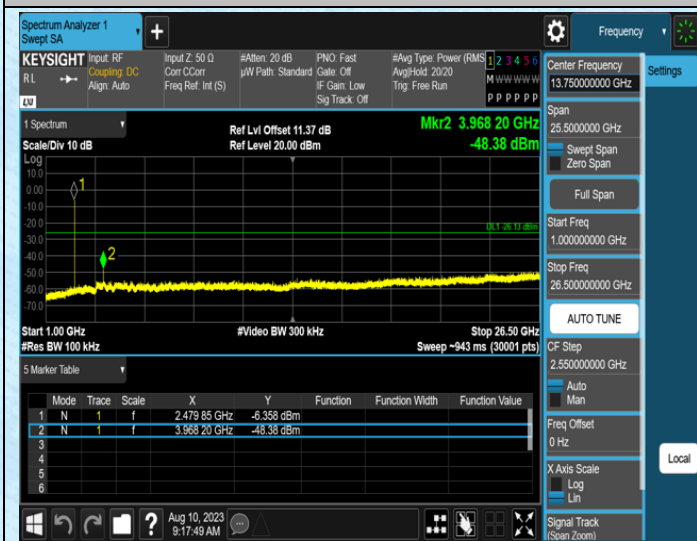 Spectrum Analyzer 1
Swept SA
+
Frequency
KEYSIGHT
RL
LXI
Input: RF
Coupling: DC
Align: Auto
Input Z: 50 Ω
Corr CCorr
Freq Ref: Int (S)
#Atten: 20 dB
µW Path: Standard
PNO: Fast
Gate: Off
IF Gain: Low
Sig Track: Off
#Avg Type: Power (RMS
Avg|Hold: 20/20
Trig: Free Run
1 2 3 4 5 6
M W W W W W
P P P P P P
1 Spectrum
Scale/Div 10 dB
Ref Lvl Offset 11.37 dB
Ref Level 20.00 dBm
Mkr2 3.968 20 GHz
-48.38 dBm
Log
10.0
0.00
-10.0
-20.0
-30.0
-40.0
-50.0
-60.0
-70.0
1
2
DL1 -26.13 dBm
Start 1.00 GHz
#Video BW 300 kHz
Stop 26.50 GHz
#Res BW 100 kHz
Sweep ~943 ms (30001 pts)
5 Marker Table
Mode Trace Scale X Y Function Function Width Function Value
1 N 1 f 2.479 85 GHz -6.358 dBm
2 N 1 f 3.968 20 GHz -48.38 dBm
3
4
5
6
?
Aug 10, 2023
9:17:49 AM
Center Frequency
13.75000000 GHz
Span
25.5000000 GHz
Swept Span
Zero Span
Full Span
Start Freq
1.000000000 GHz
Stop Freq
26.500000000 GHz
AUTO TUNE
CF Step
2.550000000 GHz
Auto
Man
Freq Offset
0 Hz
X Axis Scale
Log
Lin
Signal Track
(Span Zoom)
Settings
Local